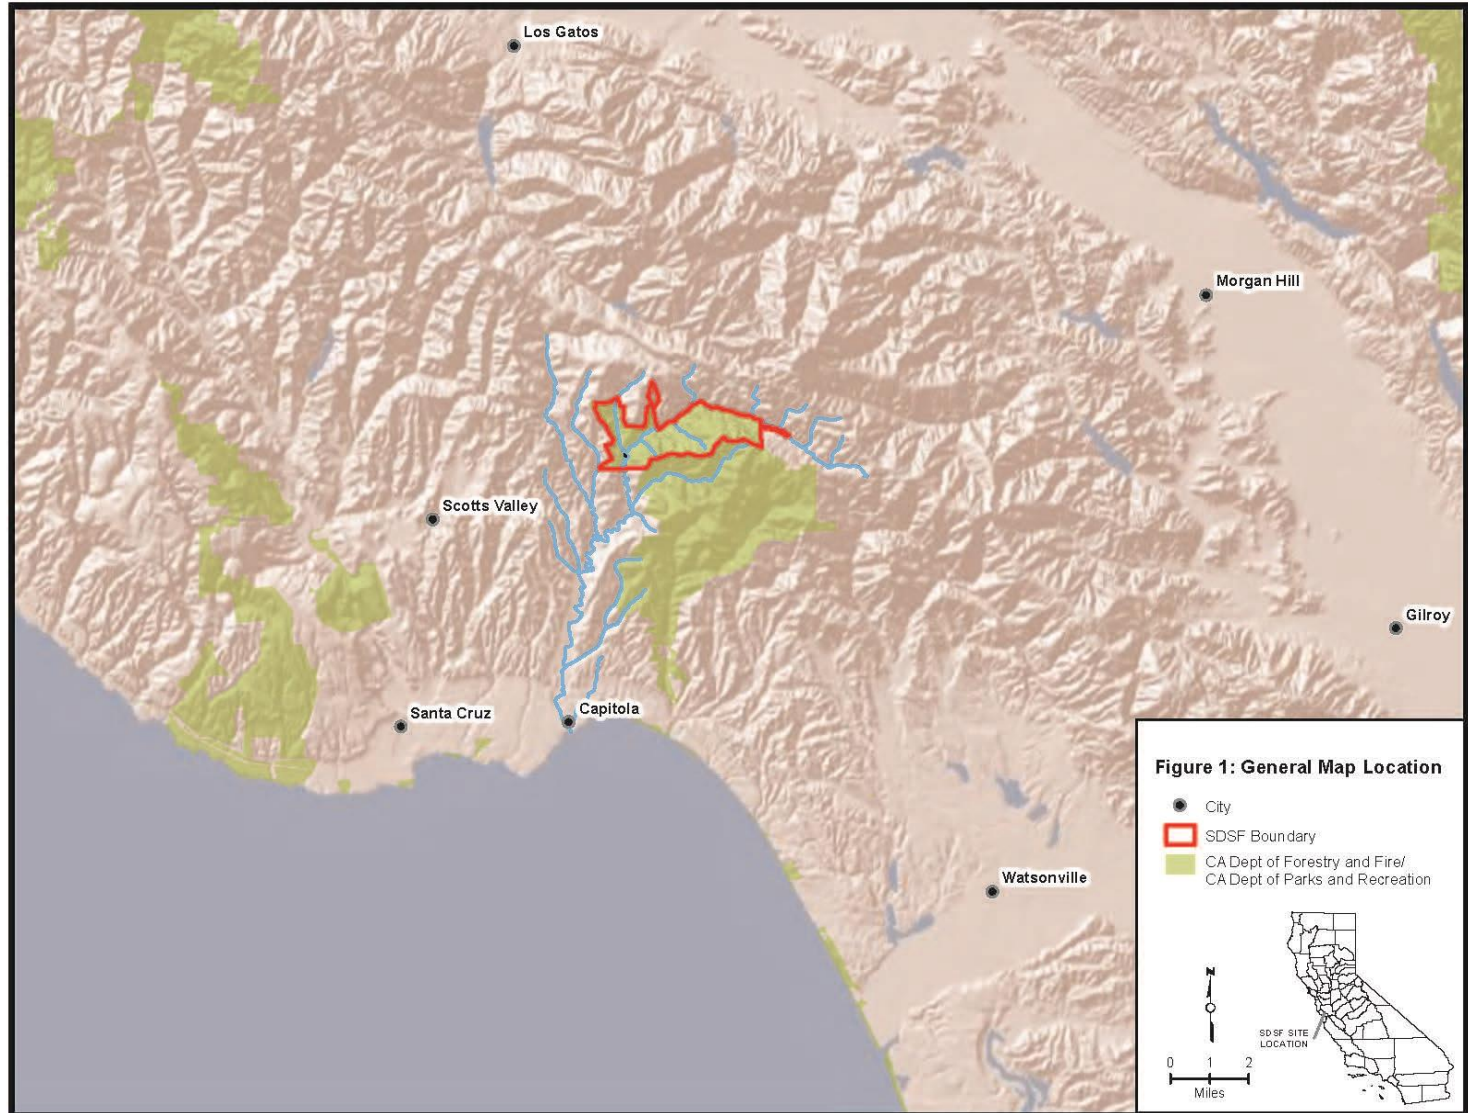 Los Gatos
Morgan Hill
Scotts Valley
Gilroy
Santa Cruz
Capitola
Watsonville
Figure 1: General Map Location
City
SDSF Boundary
CA Dept of Forestry and Fire/
CA Dept of Parks and Recreation
N
SDSF SITE
LOCATION
0 1 2
Miles